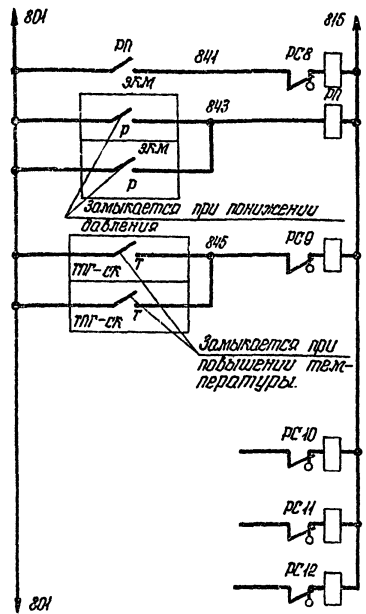 801
815
РП
841
РС8
РП
ЭКМ
843
Р
ЭКМ
Р
Замыкается при понижении
давления
845
РС9
ТПГ-СК
Т
ТПГ-СК
Т
Замыкается при
повышении тем-
пературы.
РС10
РС11
РС12
801